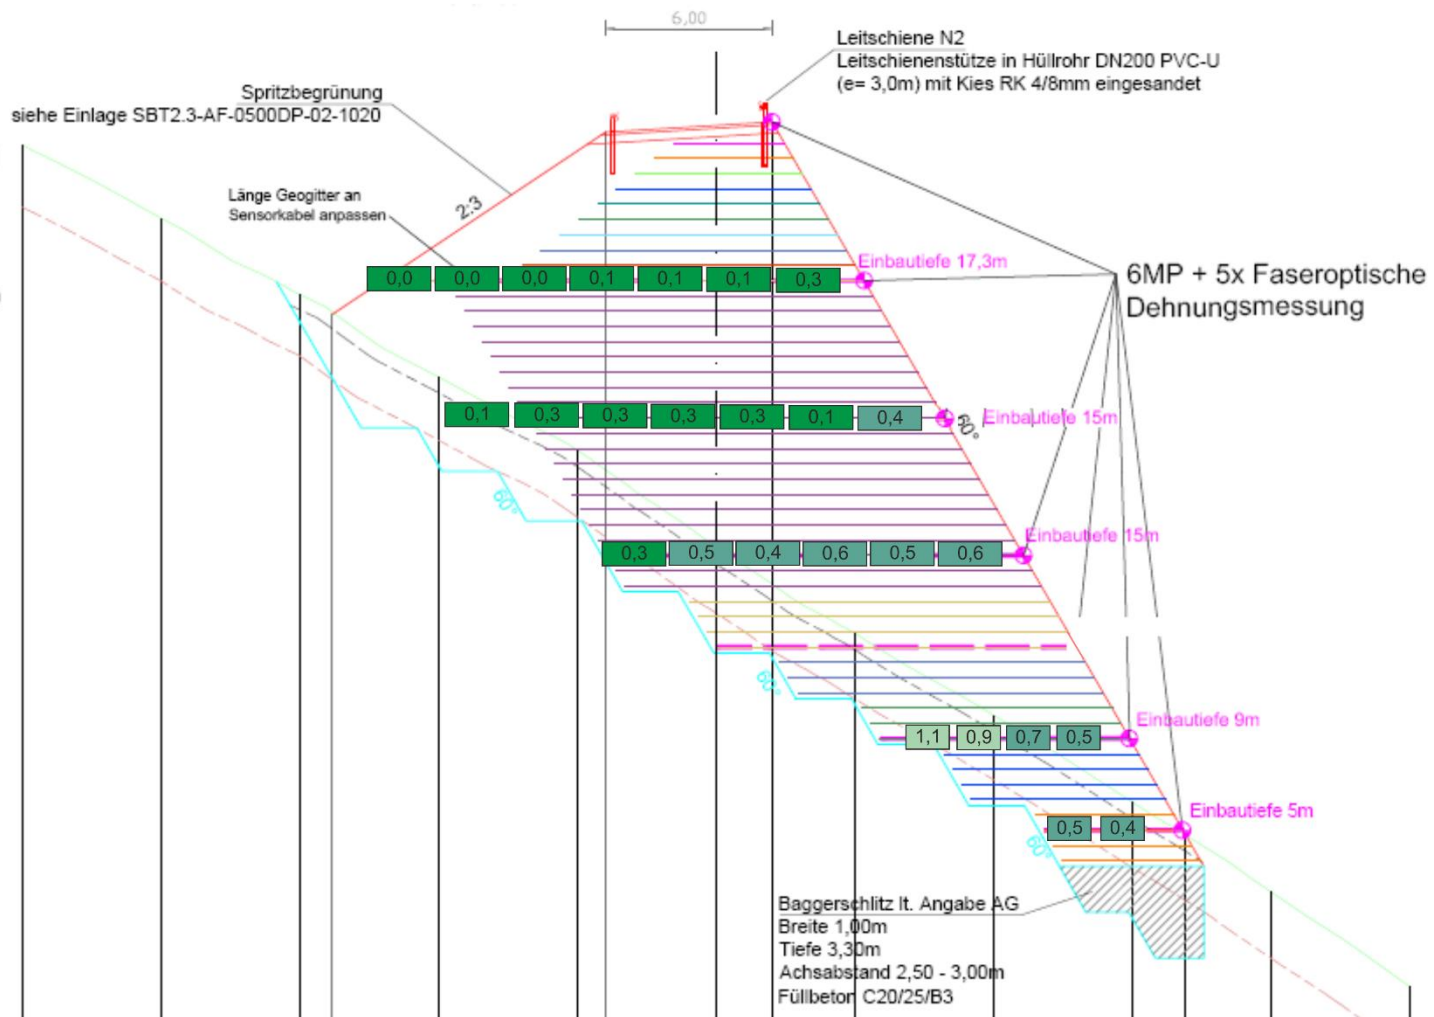 6,00
Leitschiene N2
Leitschienenstütze in Hüllrohr DN200 PVC-U
(e= 3,0m) mit Kies RK 4/8mm eingesandet
Spritzbegrünung
siehe Einlage SBT2.3-AF-0500DP-02-1020
Länge Geogitter an
Sensorkabel anpassen
2:3
Einbautiefe 17,3m
6MP + 5x Faseroptische
Dehnungsmessung
0,0 0,0 0,0 0,1 0,1 0,1 0,3
0,1 0,3 0,3 0,3 0,3 0,1 0,4
60°
Einbautiefe 15m
60°
Einbautiefe 15m
0,3 0,5 0,4 0,6 0,5 0,6
60°
Einbautiefe 9m
1,1 0,9 0,7 0,5
Einbautiefe 5m
0,5 0,4
60°
Baggerschlitz lt. Angabe AG
Breite 1,00m
Tiefe 3,30m
Achsabstand 2,50 - 3,00m
Füllbeton C20/25/B3